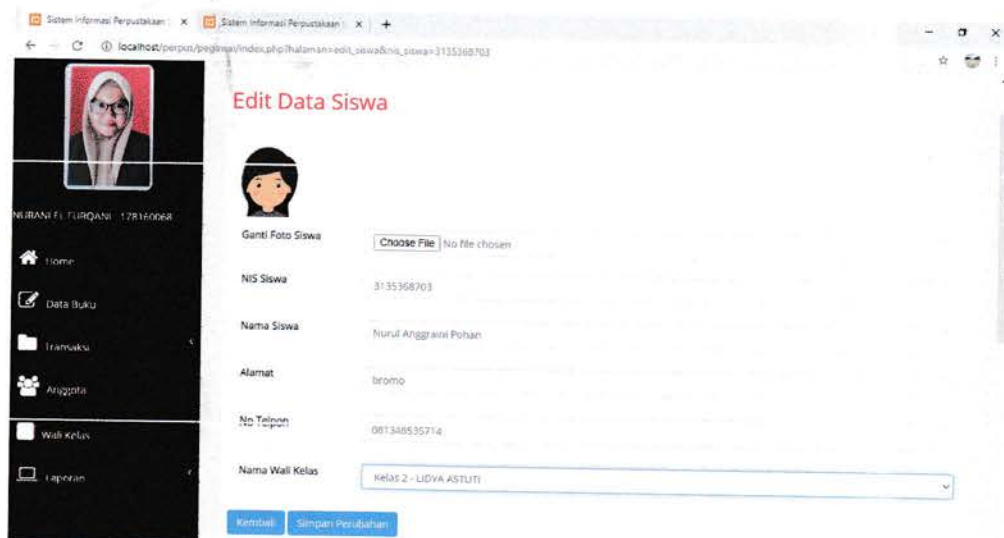 Sistem Informasi Perpustakaan
Sistem Informasi Perpustakaan
localhost/perpus/
index.php?halaman=edit_siswa&nis_siswa=3135368703
Edit Data Siswa
NURANI EL FURQANI 178160068
Ganti Foto Siswa
Choose File No file chosen
Home
NIS Siswa
3135368703
Data Buku
Nama Siswa
Nurul Anggraini Pohan
Transaksi
Alamat
bromo
Anggota
No Telpon
081348535714
Wali Kelas
Nama Wali Kelas
Kelas 2 - LIDYA ASTUTI
Laporan
Kembali
Simpan Perubahan